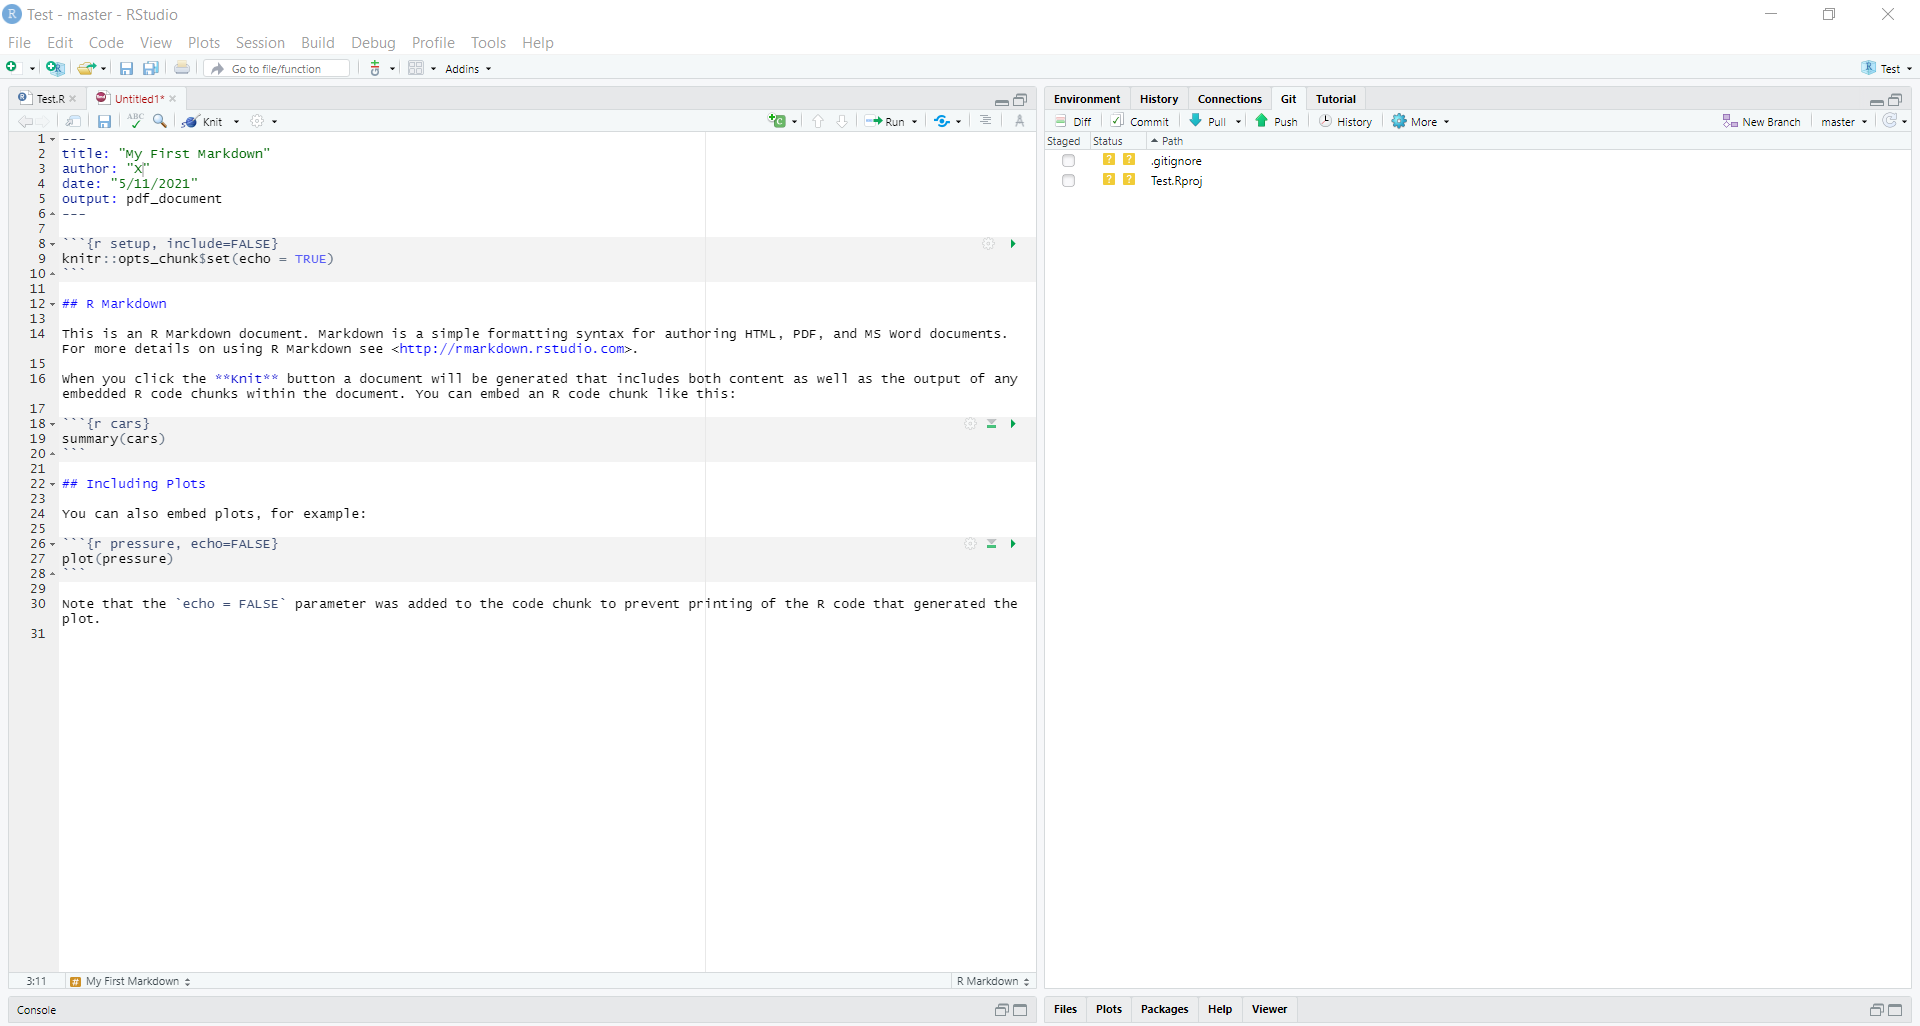 Test - master - RStudio
File Edit Code View Plots Session Build Debug Profile Tools Help
Go to file/function Addins Test
Test.R Untitled1*
ABC Knit Run
1 ---
2 title: "My First Markdown"
3 author: "X"
4 date: "5/11/2021"
5 output: pdf_document
6 ---
7
8 ```{r setup, include=FALSE}
9 knitr::opts_chunk$set(echo = TRUE)
10 ```
11
12 ## R Markdown
13
14 This is an R Markdown document. Markdown is a simple formatting syntax for authoring HTML, PDF, and MS Word documents.
For more details on using R Markdown see <http://rmarkdown.rstudio.com>.
15
16 When you click the **Knit** button a document will be generated that includes both content as well as the output of any
embedded R code chunks within the document. You can embed an R code chunk like this:
17
18 ```{r cars}
19 summary(cars)
20 ```
21
22 ## Including Plots
23
24 You can also embed plots, for example:
25
26 ```{r pressure, echo=FALSE}
27 plot(pressure)
28 ```
29
30 Note that the `echo = FALSE` parameter was added to the code chunk to prevent printing of the R code that generated the
plot.
31
3:11 # My First Markdown R Markdown
Console
Environment History Connections Git Tutorial
Diff Commit Pull Push History More New Branch master
Staged Status Path
? ? .gitignore
? ? Test.Rproj
Files Plots Packages Help Viewer